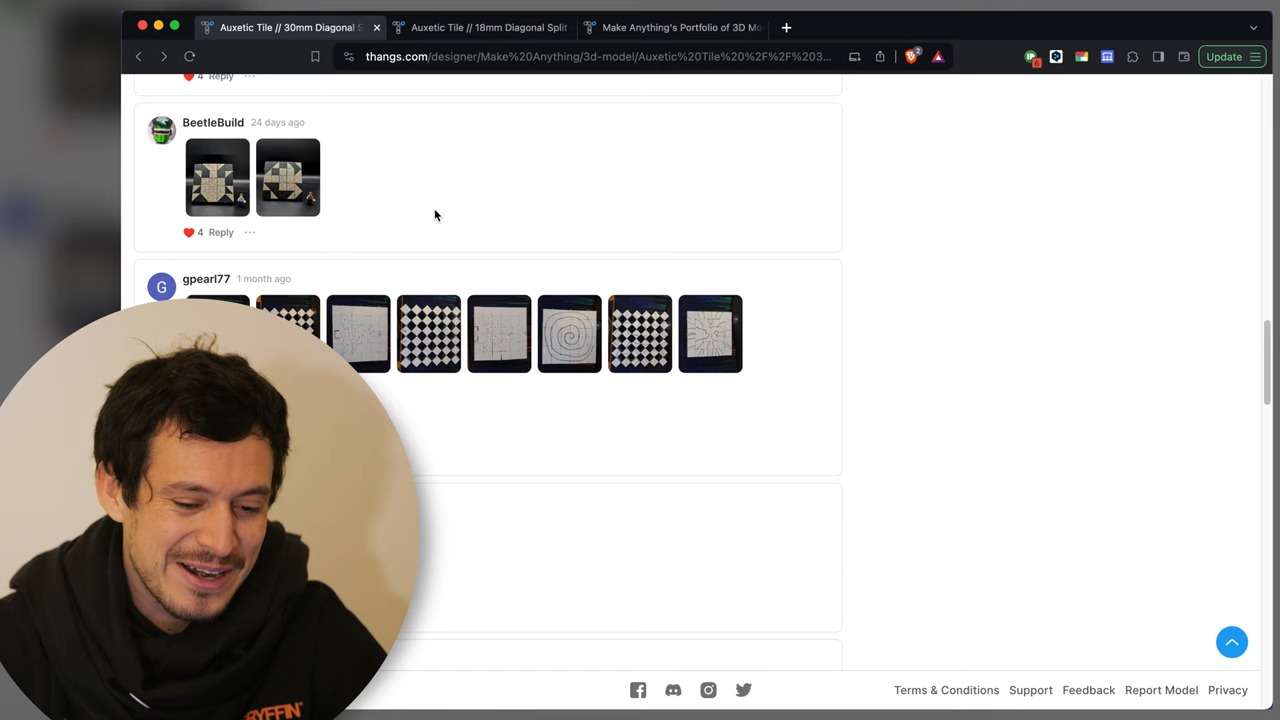 Auxetic Tile // 30mm Diagonal S
Auxetic Tile // 18mm Diagonal Split
Make Anything's Portfolio of 3D Mo
thangs.com/designer/Make%20Anything/3d-model/Auxetic%20Tile%20%2F%2F%203...
2
6
Update
4 Reply ...
BeetleBuild 24 days ago
4 Reply ...
G
gpearl77 1 month ago
Terms & Conditions Support Feedback Report Model Privacy